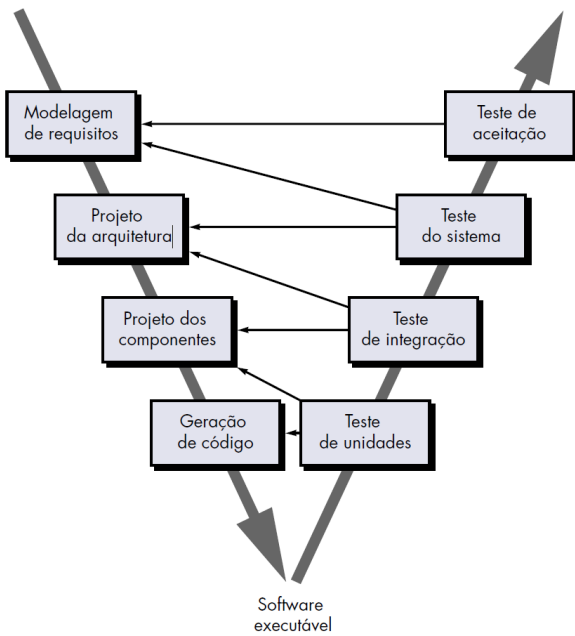 Modelagem
de requisitos
Teste de
aceitação
Projeto
da arquitetura
Teste
do sistema
Projeto dos
componentes
Teste
de integração
Geração
de código
Teste
de unidades
Software
executável